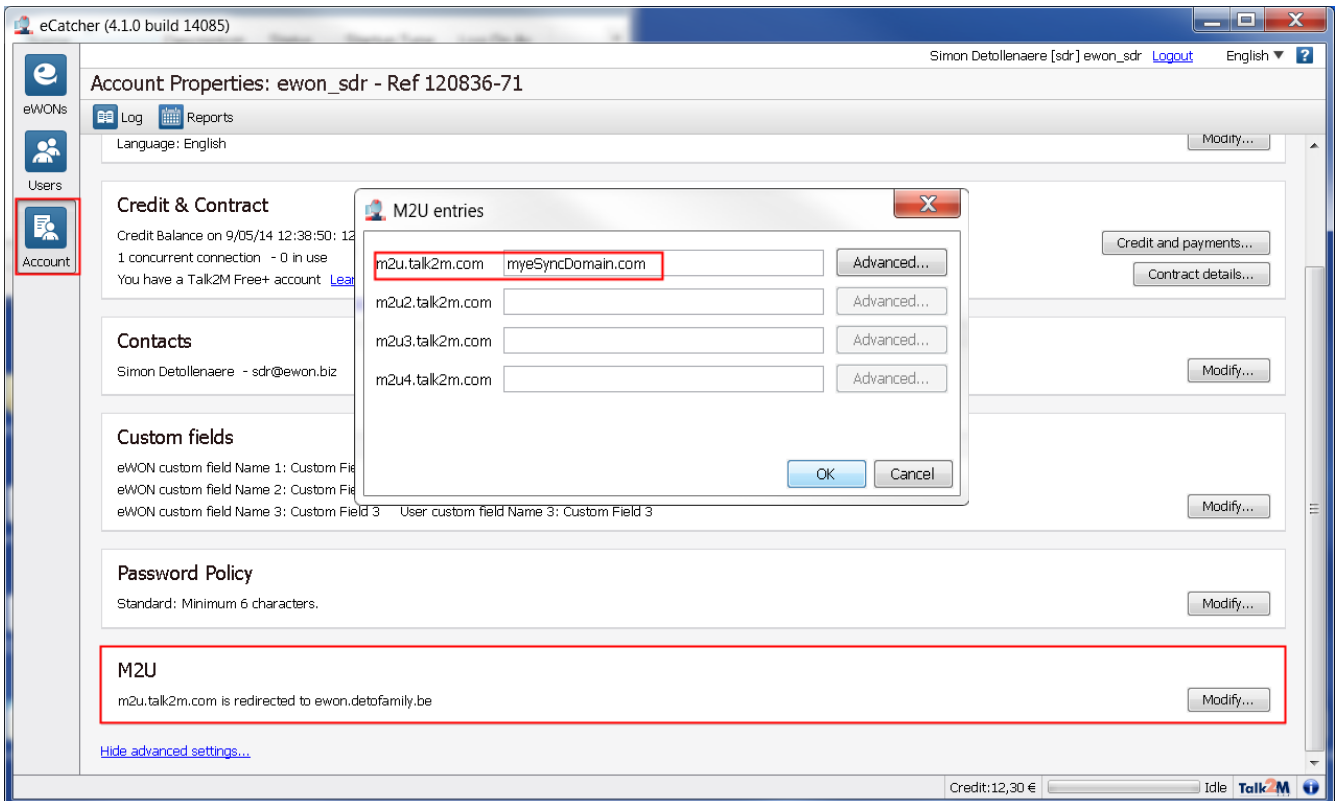 eCatcher (4.1.0 build 14085)
Simon Detollenaere [sdr] ewon_sdr Logout English ▼ ?
eWONs
Users
Account
Account Properties: ewon_sdr - Ref 120836-71
Log Reports
Language: English Modify...
Credit & Contract
Credit Balance on 9/05/14 12:38:50: 12
1 concurrent connection - 0 in use
You have a Talk2M Free+ account Lear
Credit and payments...
Contract details...
Contacts
Simon Detollenaere - sdr@ewon.biz Modify...
Custom fields
eWON custom field Name 1: Custom Fie
eWON custom field Name 2: Custom Fie
eWON custom field Name 3: Custom Field 3 User custom field Name 3: Custom Field 3 Modify...
Password Policy
Standard: Minimum 6 characters. Modify...
M2U
m2u.talk2m.com is redirected to ewon.detofamily.be Modify...
Hide advanced settings...
M2U entries
m2u.talk2m.com myeSyncDomain.com Advanced...
m2u2.talk2m.com Advanced...
m2u3.talk2m.com Advanced...
m2u4.talk2m.com Advanced...
OK Cancel
Credit:12,30 € Idle Talk2M